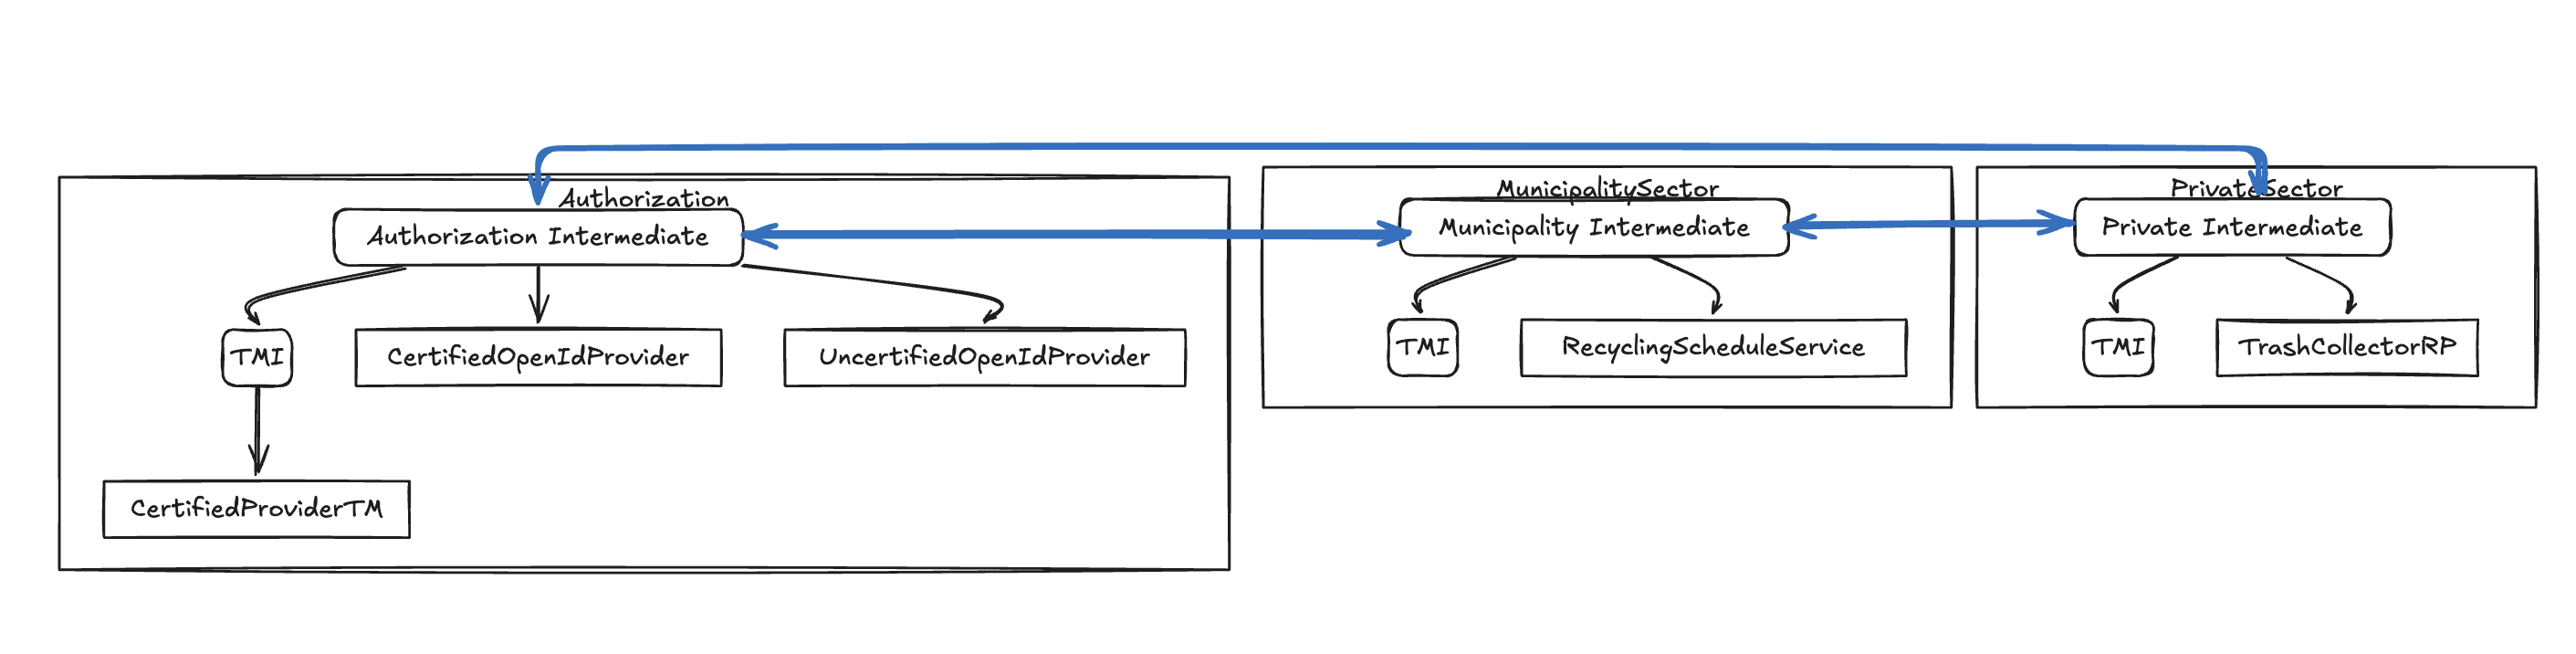 Authorization
Authorization Intermediate
TMI
CertifiedOpenIdProvider
UncertifiedOpenIdProvider
CertifiedProviderTM
MunicipalitySector
Municipality Intermediate
TMI
RecyclingScheduleService
PrivateSector
Private Intermediate
TMI
TrashCollectorRP